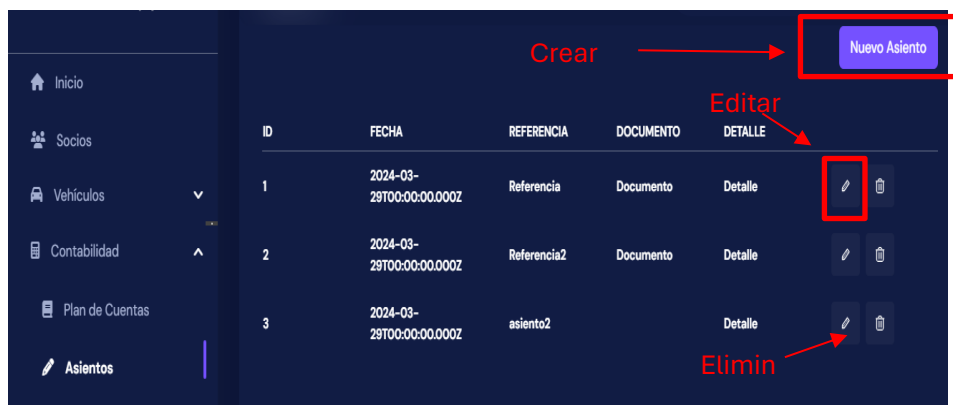 Crear
Nuevo Asiento
Inicio
Editar
Socios
ID FECHA REFERENCIA DOCUMENTO DETALLE
Vehículos
1 2024-03-29T00:00:00.000Z Referencia Documento Detalle
Contabilidad
2 2024-03-29T00:00:00.000Z Referencia2 Documento Detalle
Plan de Cuentas
3 2024-03-29T00:00:00.000Z asiento2 Detalle
Asientos
Elimin